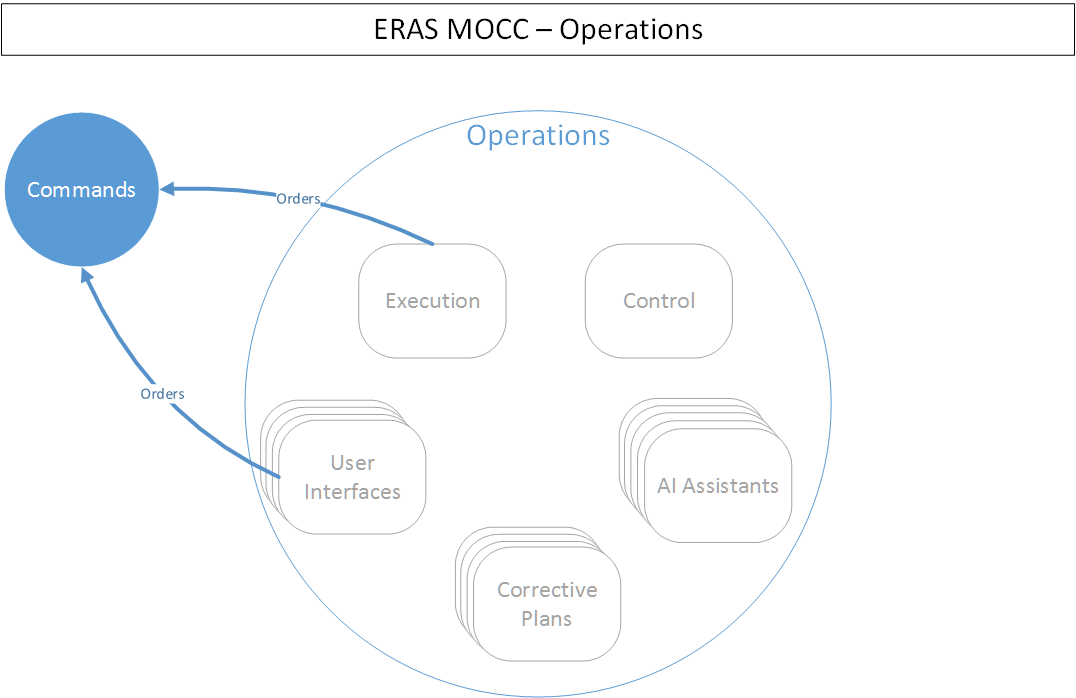 ERAS MOCC – Operations
Operations
Commands
Orders
Execution
Control
Orders
User
Interfaces
AI Assistants
Corrective
Plans